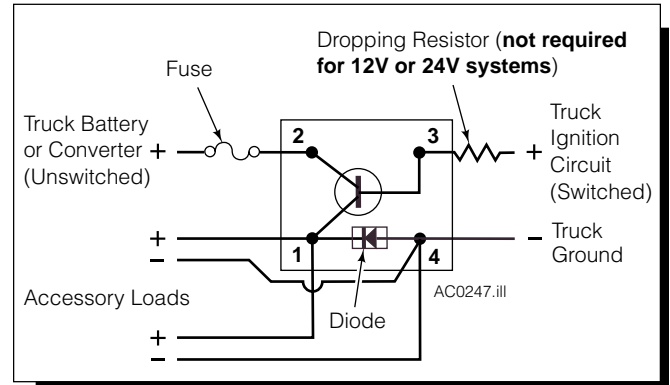 Dropping Resistor (not required
for 12V or 24V systems)
Fuse
Truck Battery
or Converter +
(Unswitched)
2
3
+ Truck
Ignition
Circuit
(Switched)
+
−
1
4
− Truck
Ground
Accessory Loads
AC0247.ill
Diode
+
−